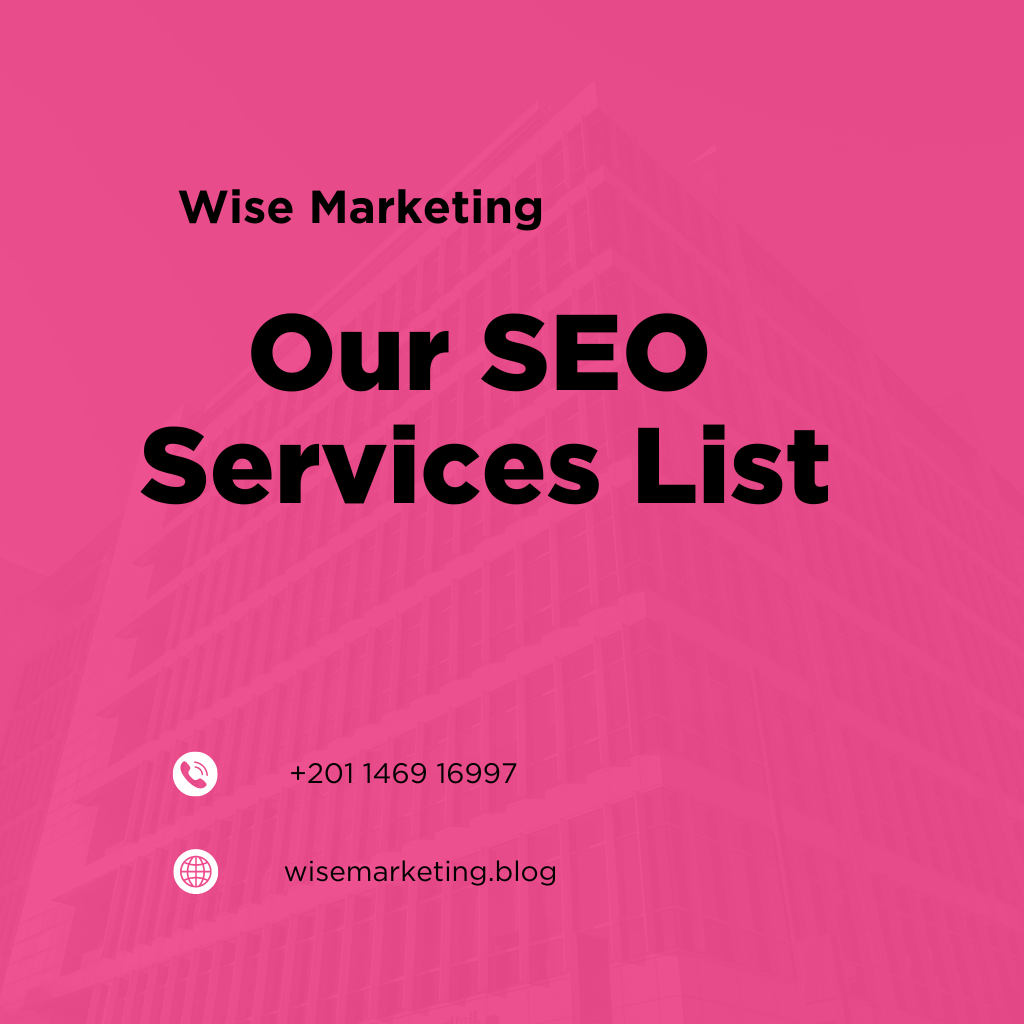 Wise Marketing
Our SEO
Services List
+201 1469 16997
wisemarketing.blog